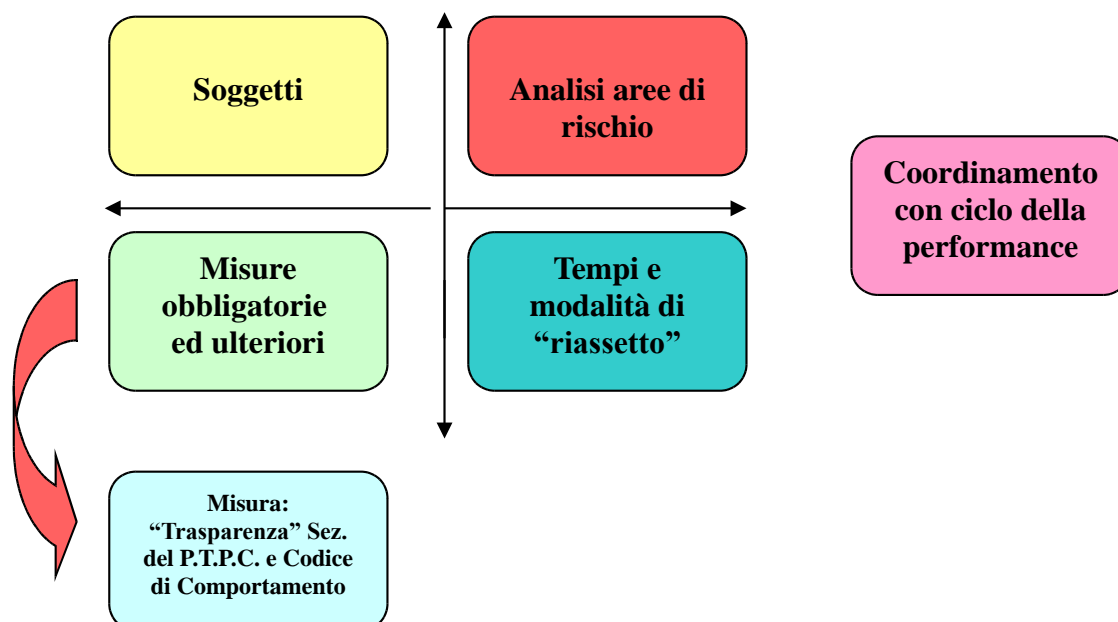 Soggetti
Analisi aree di
rischio
Coordinamento
con ciclo della
performance
Misure
obbligatorie
ed ulteriori
Tempi e
modalità di
“riassetto”
Misura:
“Trasparenza” Sez.
del P.T.P.C. e Codice
di Comportamento